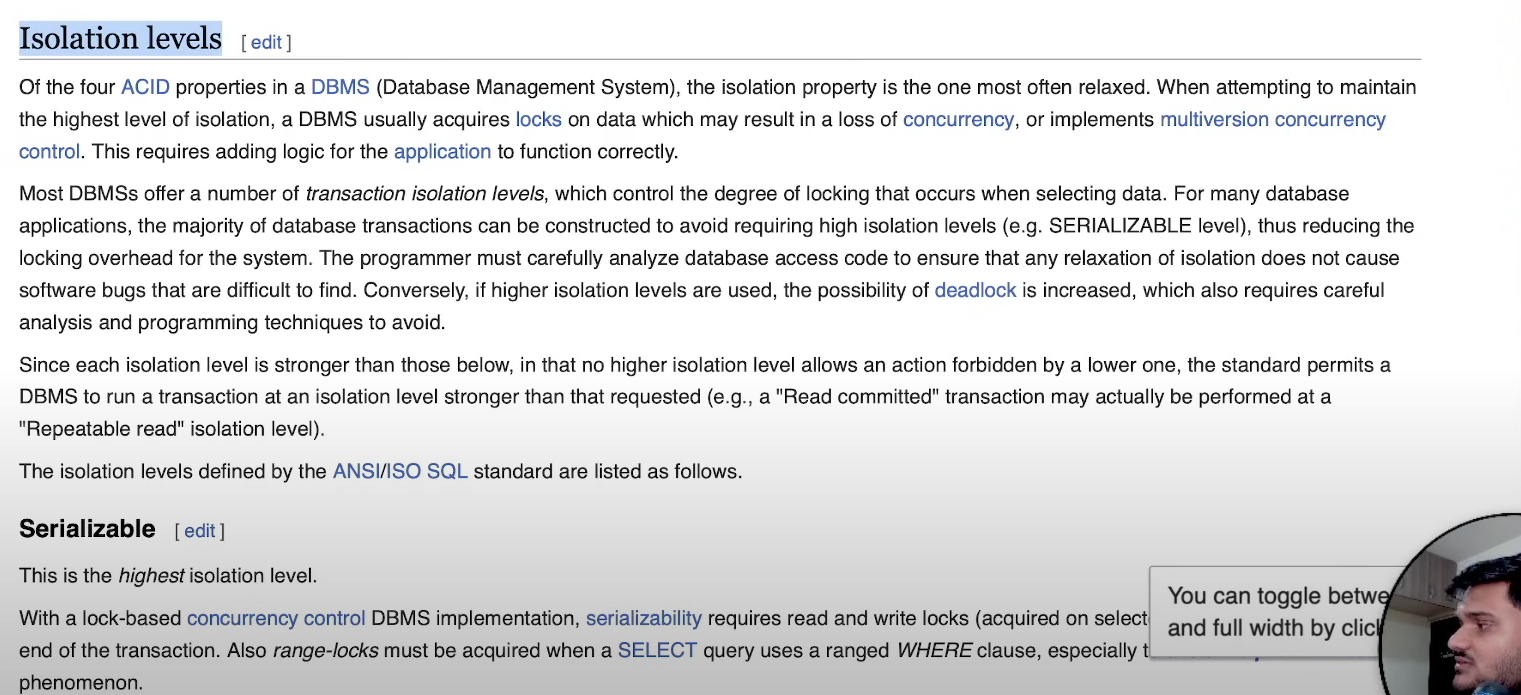 Isolation levels [ edit ]
Of the four ACID properties in a DBMS (Database Management System), the isolation property is the one most often relaxed. When attempting to maintain
the highest level of isolation, a DBMS usually acquires locks on data which may result in a loss of concurrency, or implements multiversion concurrency
control. This requires adding logic for the application to function correctly.
Most DBMSs offer a number of transaction isolation levels, which control the degree of locking that occurs when selecting data. For many database
applications, the majority of database transactions can be constructed to avoid requiring high isolation levels (e.g. SERIALIZABLE level), thus reducing the
locking overhead for the system. The programmer must carefully analyze database access code to ensure that any relaxation of isolation does not cause
software bugs that are difficult to find. Conversely, if higher isolation levels are used, the possibility of deadlock is increased, which also requires careful
analysis and programming techniques to avoid.
Since each isolation level is stronger than those below, in that no higher isolation level allows an action forbidden by a lower one, the standard permits a
DBMS to run a transaction at an isolation level stronger than that requested (e.g., a "Read committed" transaction may actually be performed at a
"Repeatable read" isolation level).
The isolation levels defined by the ANSI/ISO SQL standard are listed as follows.
Serializable [ edit ]
This is the highest isolation level.
With a lock-based concurrency control DBMS implementation, serializability requires read and write locks (acquired on select
end of the transaction. Also range-locks must be acquired when a SELECT query uses a ranged WHERE clause, especially t
phenomenon.
You can toggle betwe
and full width by clic